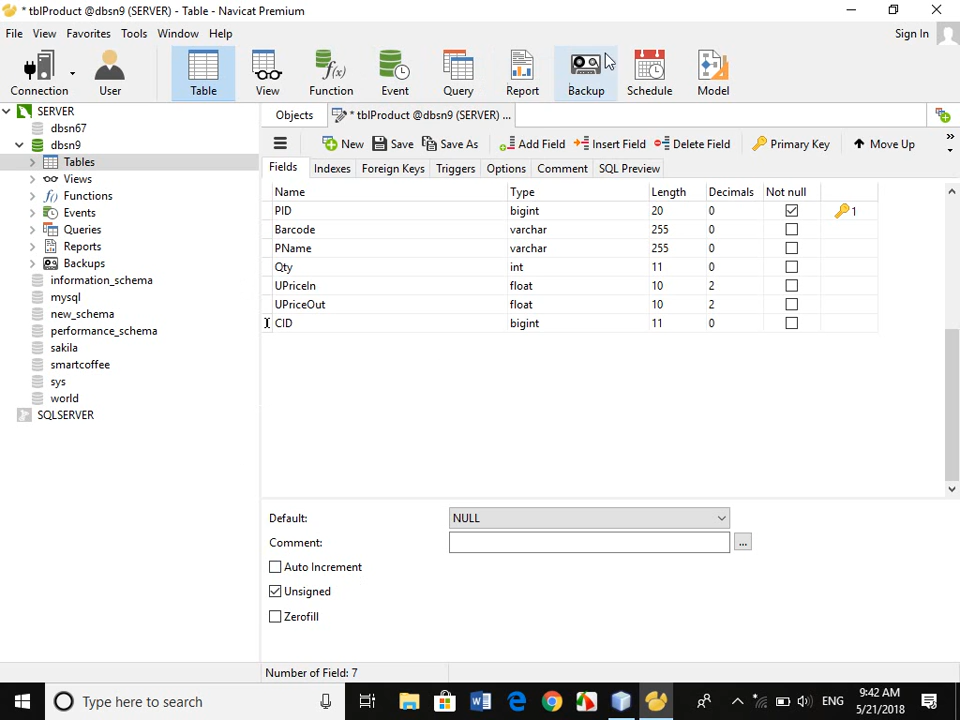 * tblProduct @dbsn9 (SERVER) - Table - Navicat Premium
File View Favorites Tools Window Help Sign In
Connection User Table View Function Event Query Report Backup Schedule Model
SERVER
dbsn67
dbsn9
Tables
Views
Functions
Events
Queries
Reports
Backups
information_schema
mysql
new_schema
performance_schema
sakila
smartcoffee
sys
world
SQLSERVER
Objects * tblProduct @dbsn9 (SERVER) ...
New Save Save As Add Field Insert Field Delete Field Primary Key Move Up »
Fields Indexes Foreign Keys Triggers Options Comment SQL Preview
Name Type Length Decimals Not null
PID bigint 20 0 1
Barcode varchar 255 0
PName varchar 255 0
Qty int 11 0
UPriceIn float 10 2
UPriceOut float 10 2
CID bigint 11 0
Default: NULL
Comment: ...
Auto Increment
Unsigned
Zerofill
Number of Field: 7
Type here to search
ENG
9:42 AM
5/21/2018